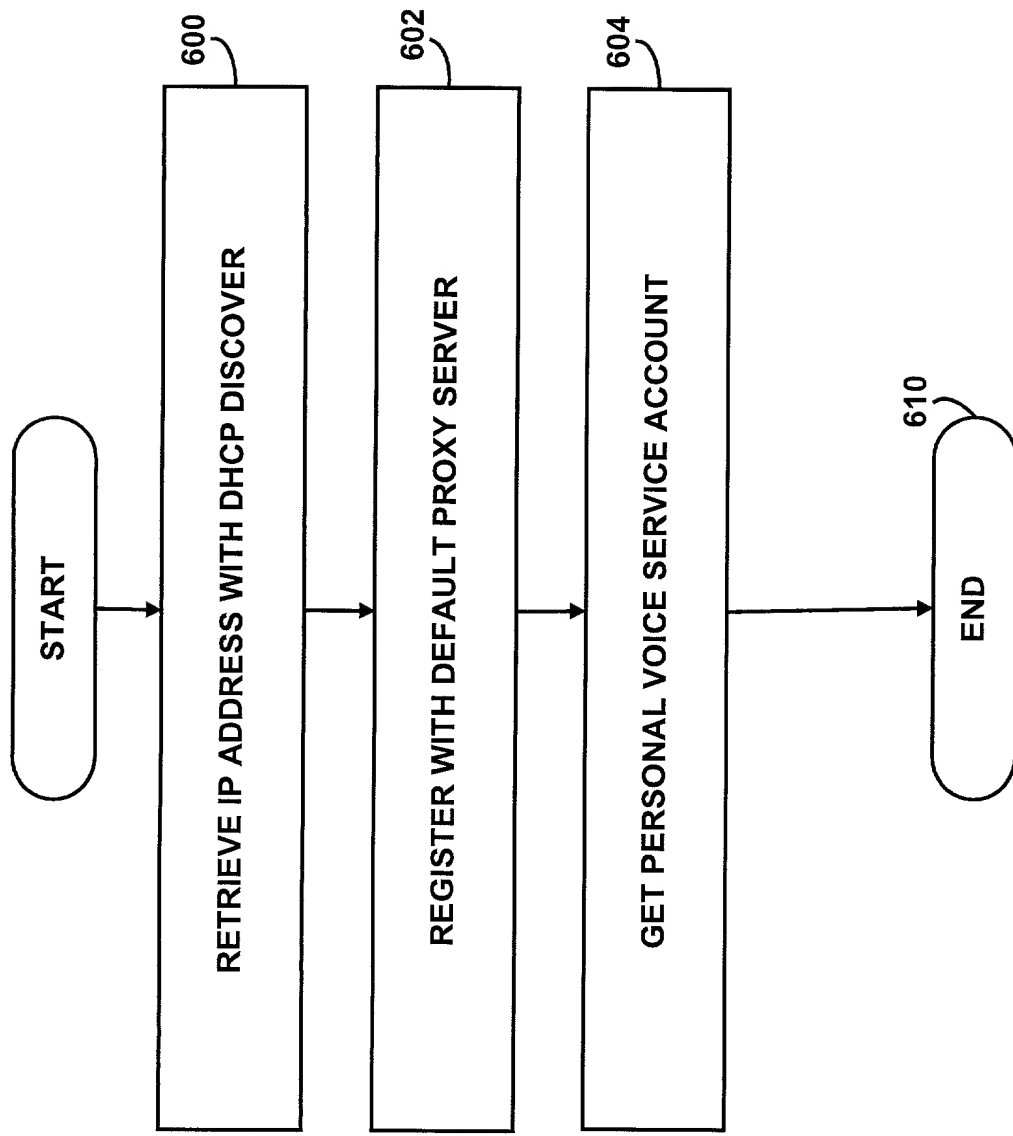 START
600
RETRIEVE IP ADDRESS WITH DHCP DISCOVER
602
REGISTER WITH DEFAULT PROXY SERVER
604
GET PERSONAL VOICE SERVICE ACCOUNT
610
END